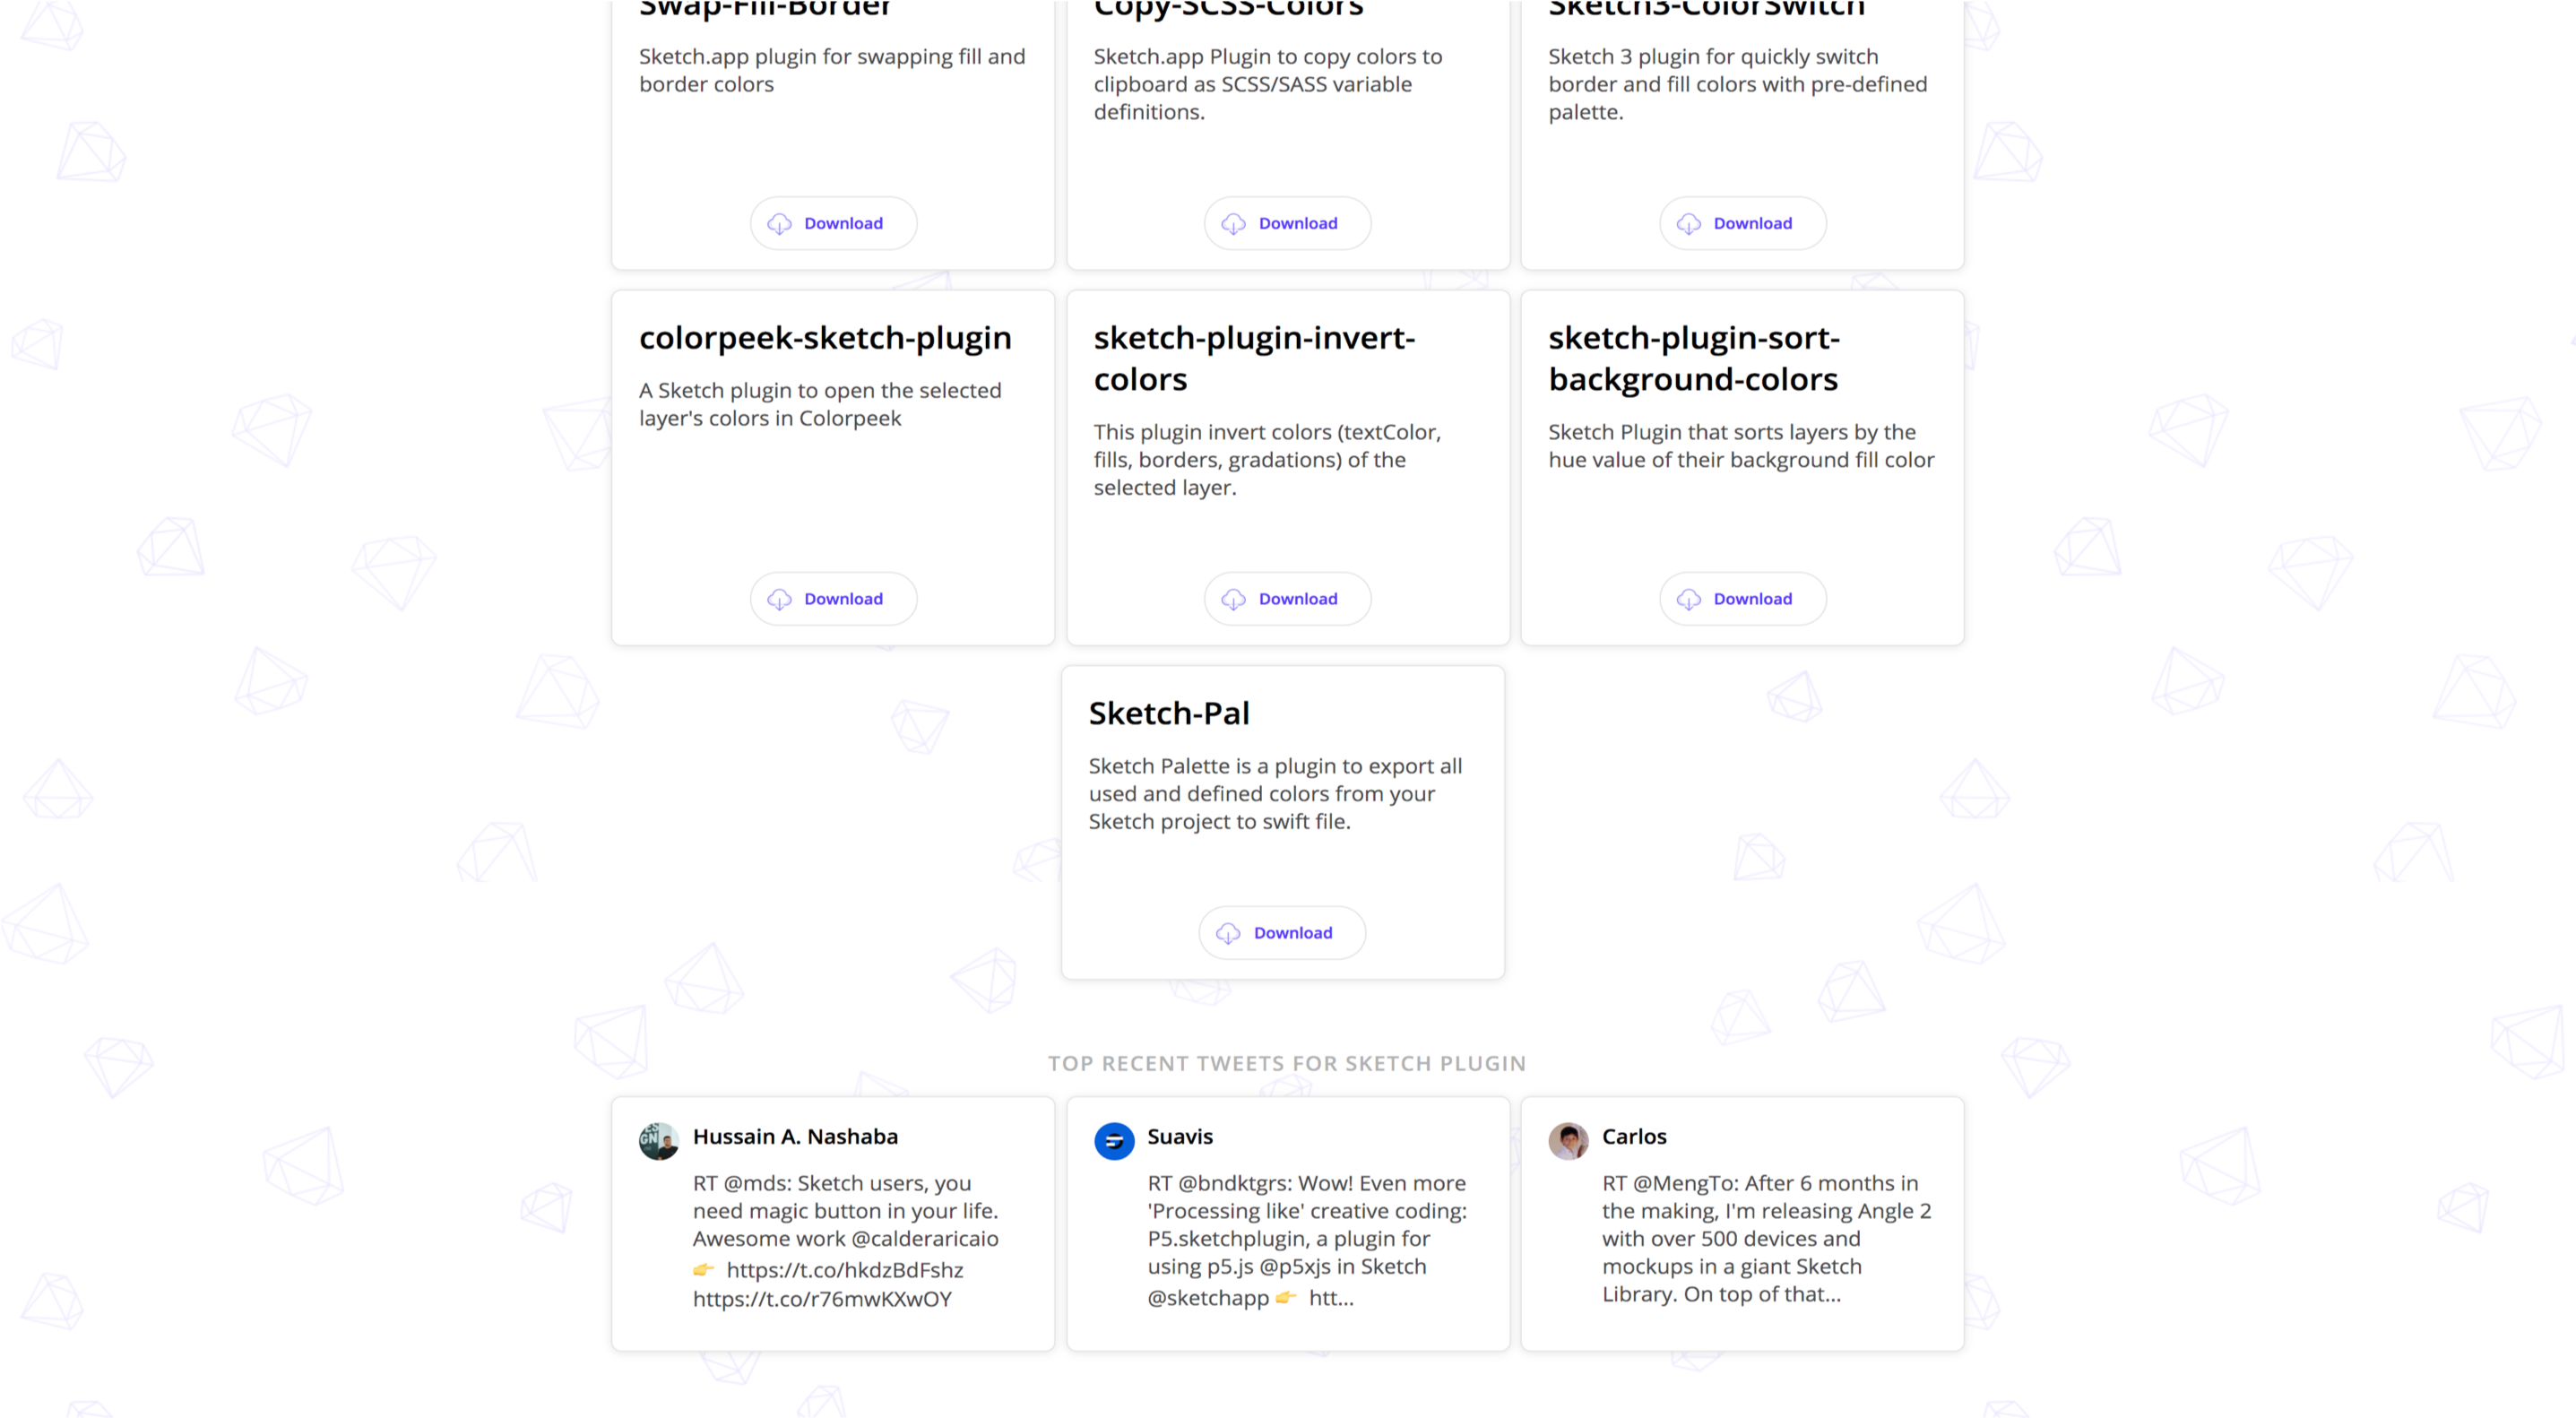 Swap-Fill-Border
Sketch.app plugin for swapping fill and
border colors
Download
Copy-SCSS-Colors
Sketch.app Plugin to copy colors to
clipboard as SCSS/SASS variable
definitions.
Download
Sketch3-ColorSwitch
Sketch 3 plugin for quickly switch
border and fill colors with pre-defined
palette.
Download
colorpeek-sketch-plugin
A Sketch plugin to open the selected
layer's colors in Colorpeek
Download
sketch-plugin-invert-
colors
This plugin invert colors (textColor,
fills, borders, gradations) of the
selected layer.
Download
sketch-plugin-sort-
background-colors
Sketch Plugin that sorts layers by the
hue value of their background fill color
Download
Sketch-Pal
Sketch Palette is a plugin to export all
used and defined colors from your
Sketch project to swift file.
Download
TOP RECENT TWEETS FOR SKETCH PLUGIN
Hussain A. Nashaba
RT @mds: Sketch users, you
need magic button in your life.
Awesome work @calderaricaio
👉 https://t.co/hkdzBdFshz
https://t.co/r76mwKXwOY
Suavis
RT @bndktgrs: Wow! Even more
'Processing like' creative coding:
P5.sketchplugin, a plugin for
using p5.js @p5xjs in Sketch
@sketchapp 👉 htt...
Carlos
RT @MengTo: After 6 months in
the making, I'm releasing Angle 2
with over 500 devices and
mockups in a giant Sketch
Library. On top of that...